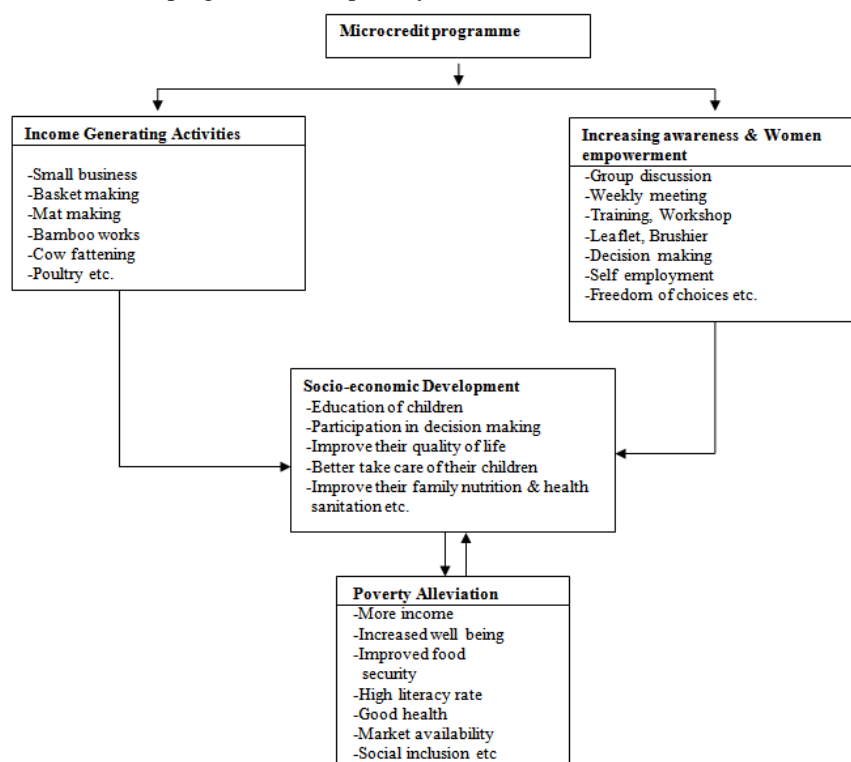 Microcredit programme
Income Generating Activities
-Small business
-Basket making
-Mat making
-Bamboo works
-Cow fattening
-Poultry etc.
Increasing awareness & Women
empowerment
-Group discussion
-Weekly meeting
-Training, Workshop
-Leaflet, Brushier
-Decision making
-Self employment
-Freedom of choices etc.
Socio-economic Development
-Education of children
-Participation in decision making
-Improve their quality of life
-Better take care of their children
-Improve their family nutrition & health
sanitation etc.
Poverty Alleviation
-More income
-Increased well being
-Improved food
security
-High literacy rate
-Good health
-Market availability
-Social inclusion etc